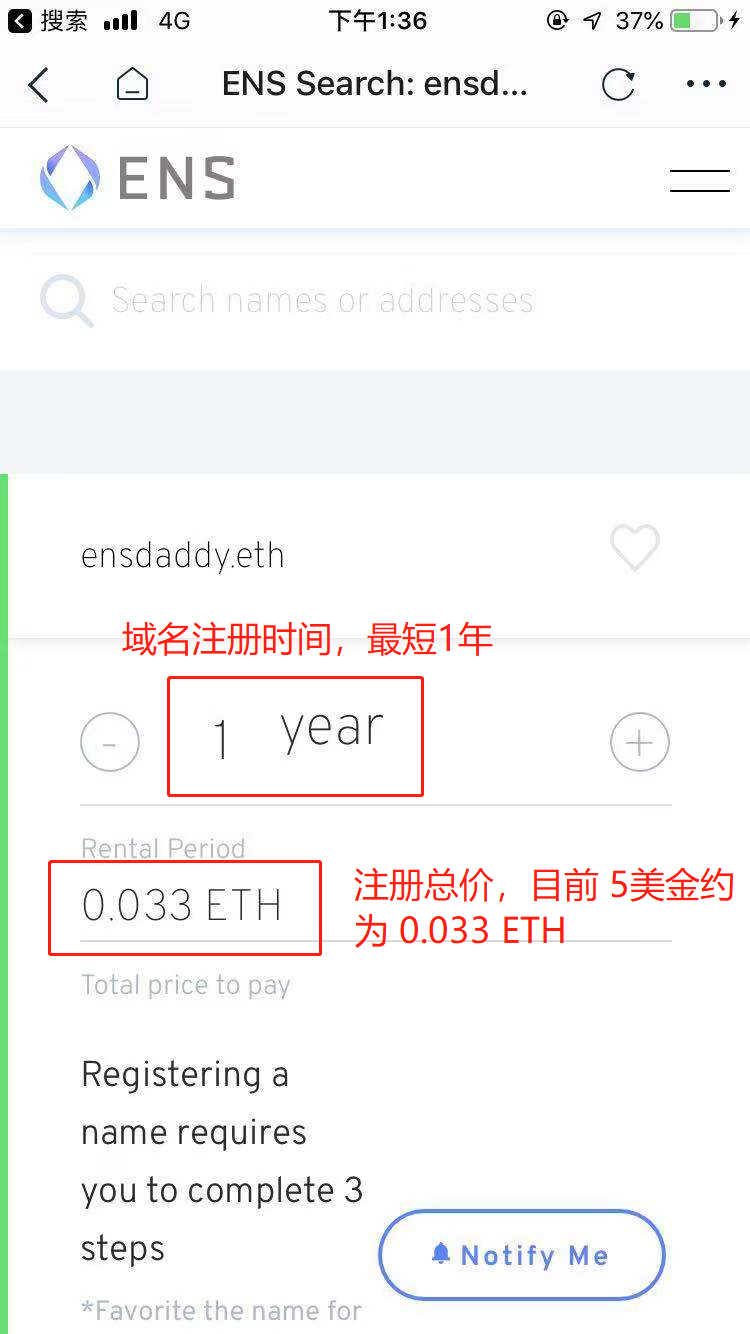 搜索 4G 下午1:36 37%
ENS Search: ensd...
ENS
Search names or addresses
ensdaddy.eth
域名注册时间，最短1年
- 1 year +
Rental Period
0.033 ETH
注册总价，目前 5美金约
为 0.033 ETH
Total price to pay
Registering a
name requires
you to complete 3
steps
Notify Me
*Favorite the name for